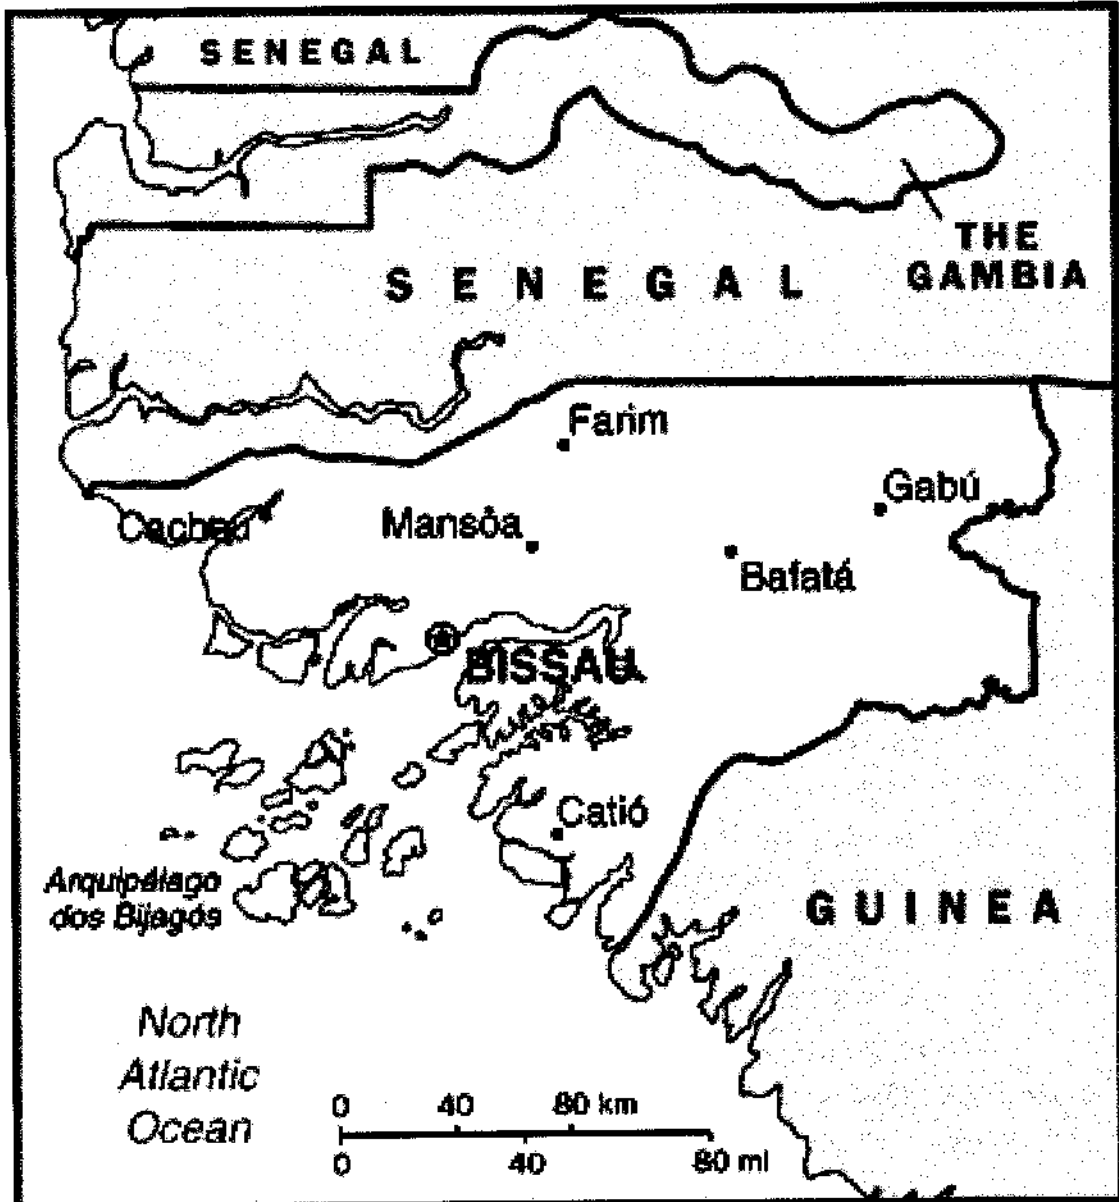 SENEGAL
THE
GAMBIA
SENEGAL
Farim
Gabú
Cacheu
Mansôa
Bafatá
BISSAU
Catió
Arquipélago
dos Bijagós
GUINEA
North
Atlantic
Ocean
0 40 80 km
0 40 80 mi